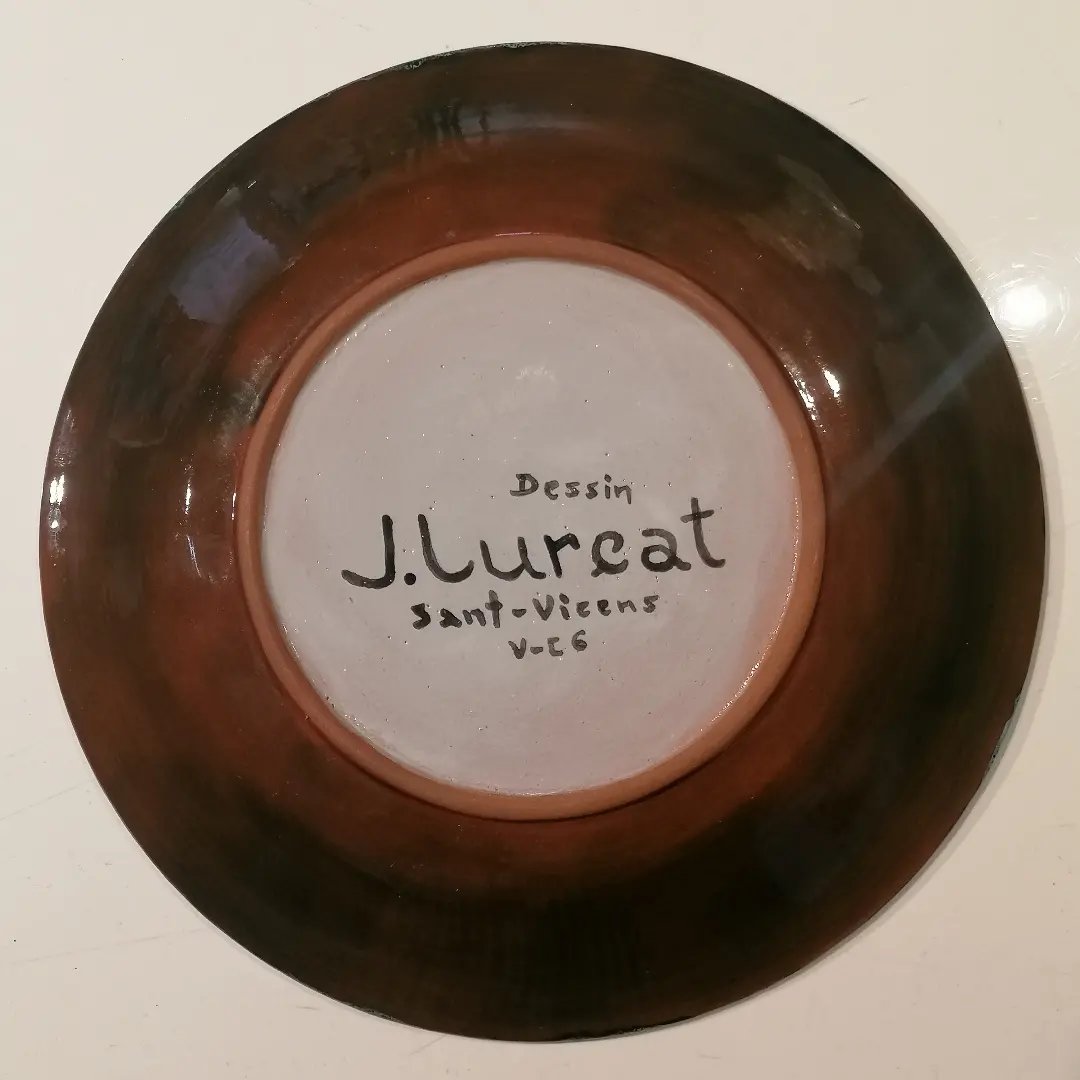 Dessin
J. Lurçat
Sant-Vicens
V-C6